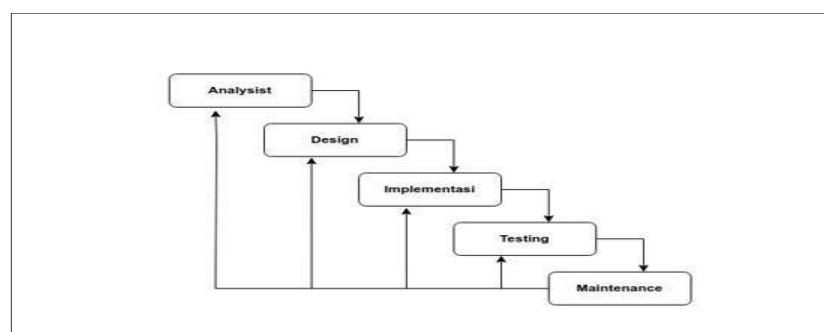 Analysist
Design
Implementasi
Testing
Maintenance